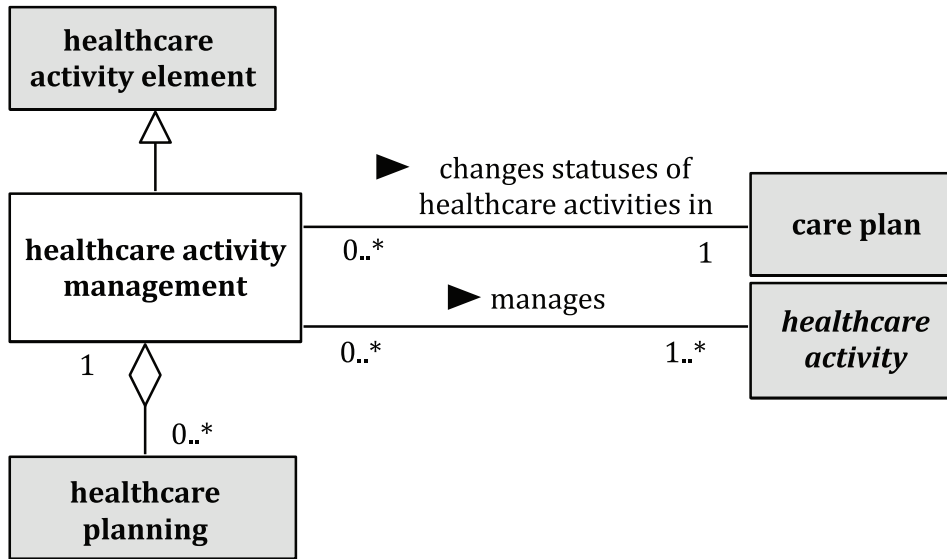 healthcare
activity element
changes statuses of
healthcare activities in
healthcare activity
management
0..*
1
care plan
manages
0..*
1..*
healthcare
activity
1
0..*
healthcare
planning